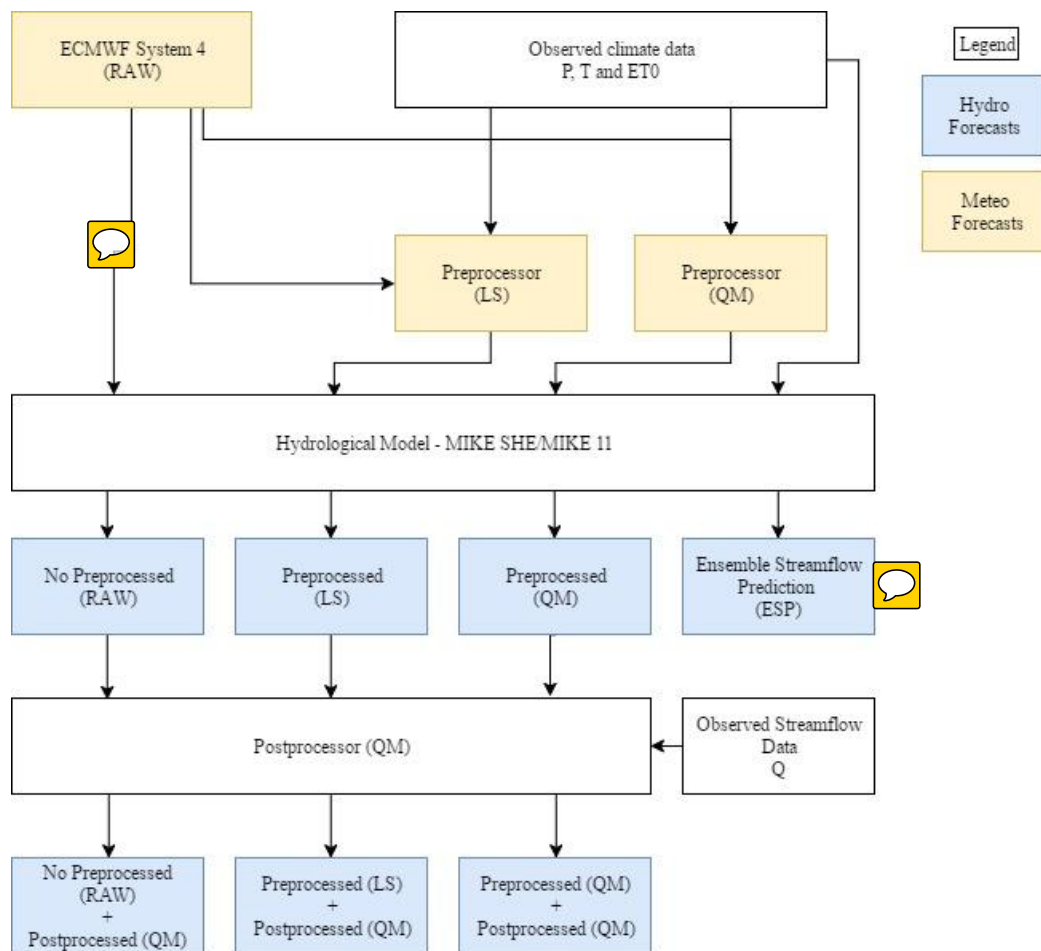 ECMWF System 4
(RAW)
Observed climate data
P, T and ET0
Legend
Hydro
Forecasts
Meteo
Forecasts
Preprocessor
(LS)
Preprocessor
(QM)
Hydrological Model - MIKE SHE/MIKE 11
No Preprocessed
(RAW)
Preprocessed
(LS)
Preprocessed
(QM)
Ensemble Streamflow
Prediction
(ESP)
Postprocessor (QM)
Observed Streamflow
Data
Q
No Preprocessed
(RAW)
+
Postprocessed (QM)
Preprocessed (LS)
+
Postprocessed (QM)
Preprocessed (QM)
+
Postprocessed (QM)